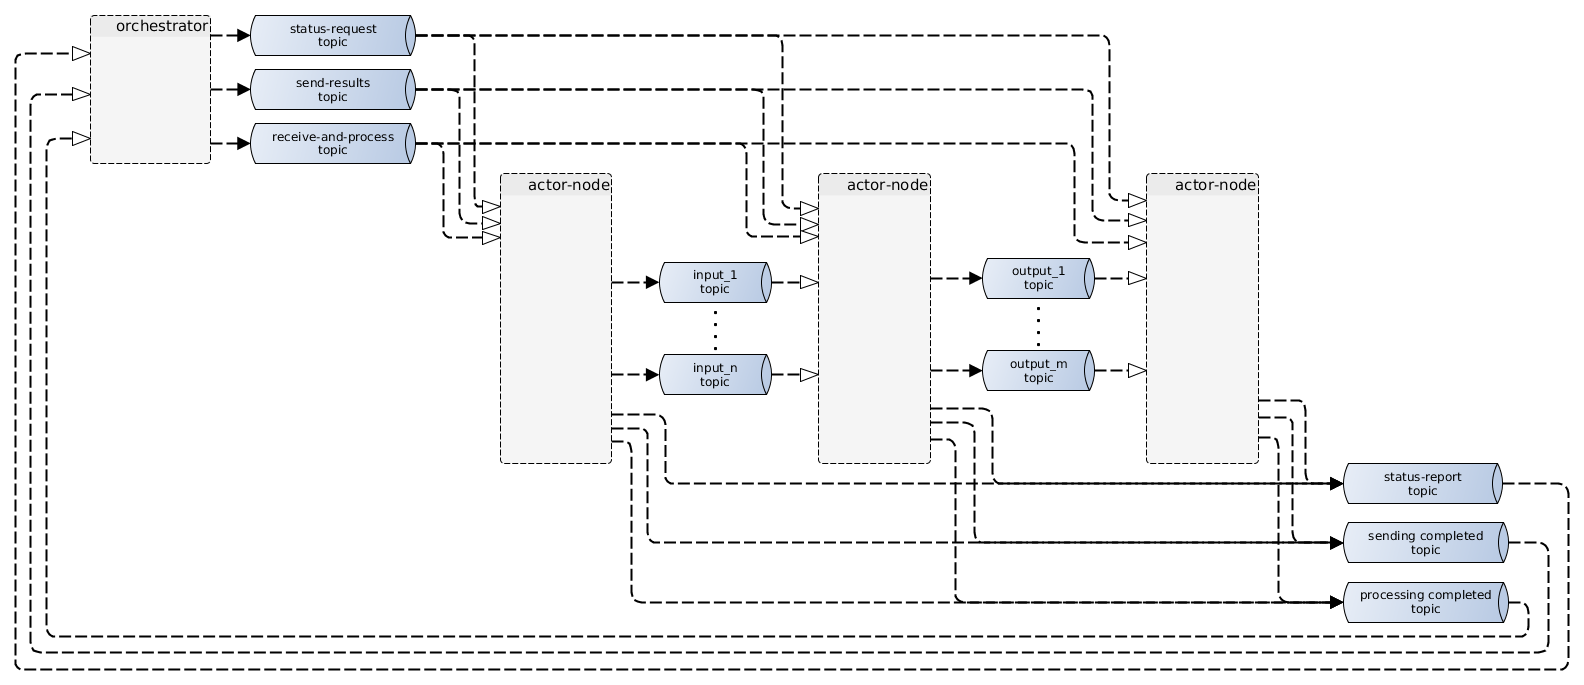 orchestrator
status-request
topic
send-results
topic
receive-and-process
topic
actor-node
actor-node
actor-node
input_1
topic
output_1
topic
input_n
topic
output_m
topic
status-report
topic
sending completed
topic
processing completed
topic